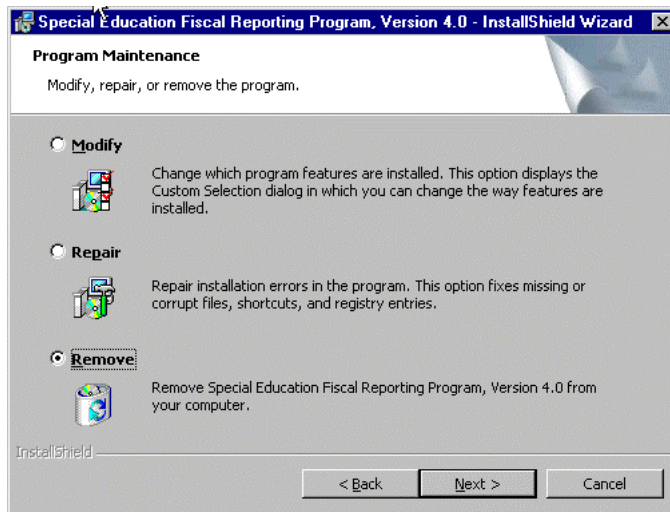 Special Education Fiscal Reporting Program, Version 4.0 - InstallShield Wizard
Program Maintenance
Modify, repair, or remove the program.
Modify
Change which program features are installed. This option displays the
Custom Selection dialog in which you can change the way features are
installed.
Repair
Repair installation errors in the program. This option fixes missing or
corrupt files, shortcuts, and registry entries.
Remove
Remove Special Education Fiscal Reporting Program, Version 4.0 from
your computer.
InstallShield
< Back Next > Cancel